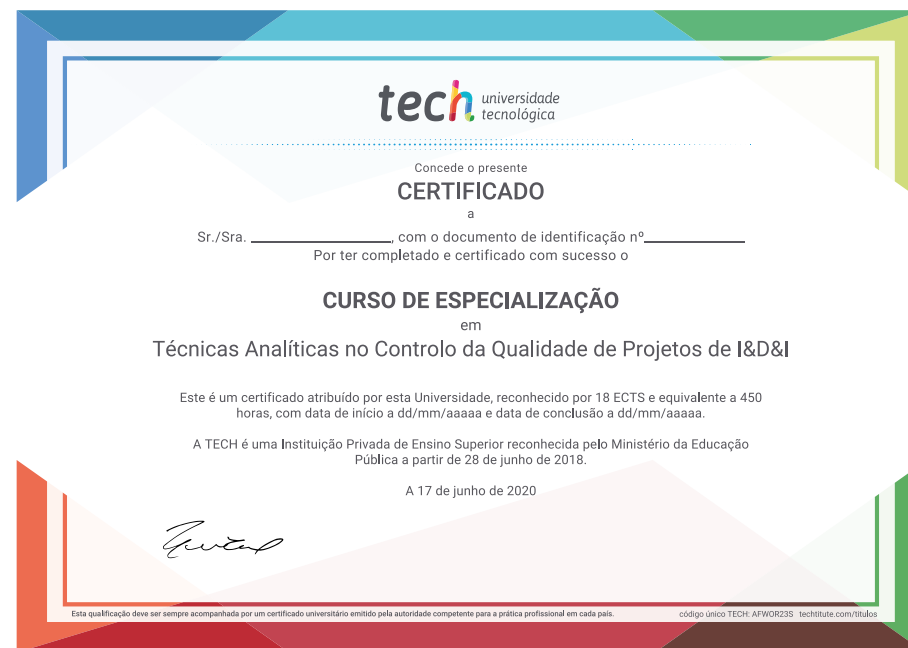 tech universidade
tecnológica
Concede o presente
CERTIFICADO
a
Sr./Sra. ____________, com o documento de identificação nº____________
Por ter completado e certificado com sucesso o
CURSO DE ESPECIALIZAÇÃO
em
Técnicas Analíticas no Controlo da Qualidade de Projetos de I&D&I
Este é um certificado atribuído por esta Universidade, reconhecido por 18 ECTS e equivalente a 450
horas, com data de início a dd/mm/aaaaa e data de conclusão a dd/mm/aaaaa.
A TECH é uma Instituição Privada de Ensino Superior reconhecida pelo Ministério da Educação
Pública a partir de 28 de junho de 2018.
A 17 de junho de 2020
Esta qualificação deve ser sempre acompanhada por um certificado universitário emitido pela autoridade competente para a prática profissional em cada país.
código único TECH: AFWOR23S techtitute.com/titulos